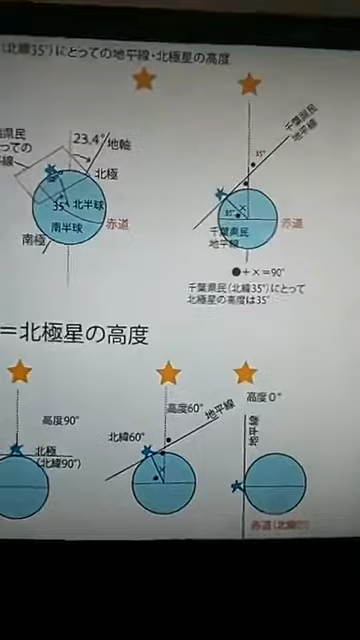 (北緯35°)にとっての地平線・北極星の高度
千葉県民
地平線
23.4°
地軸
県民
っての
線
北極
35°
北半球
南半球
赤道
南極
35°
35°
赤道
千葉県民
地平線
●+×=90°
千葉県民(北緯35°)にとって
北極星の高度は35°
=北極星の高度
高度90°
北極
(北緯90°)
高度60°
地平線
北緯60°
高度0°
地平線
赤道(北緯0°)